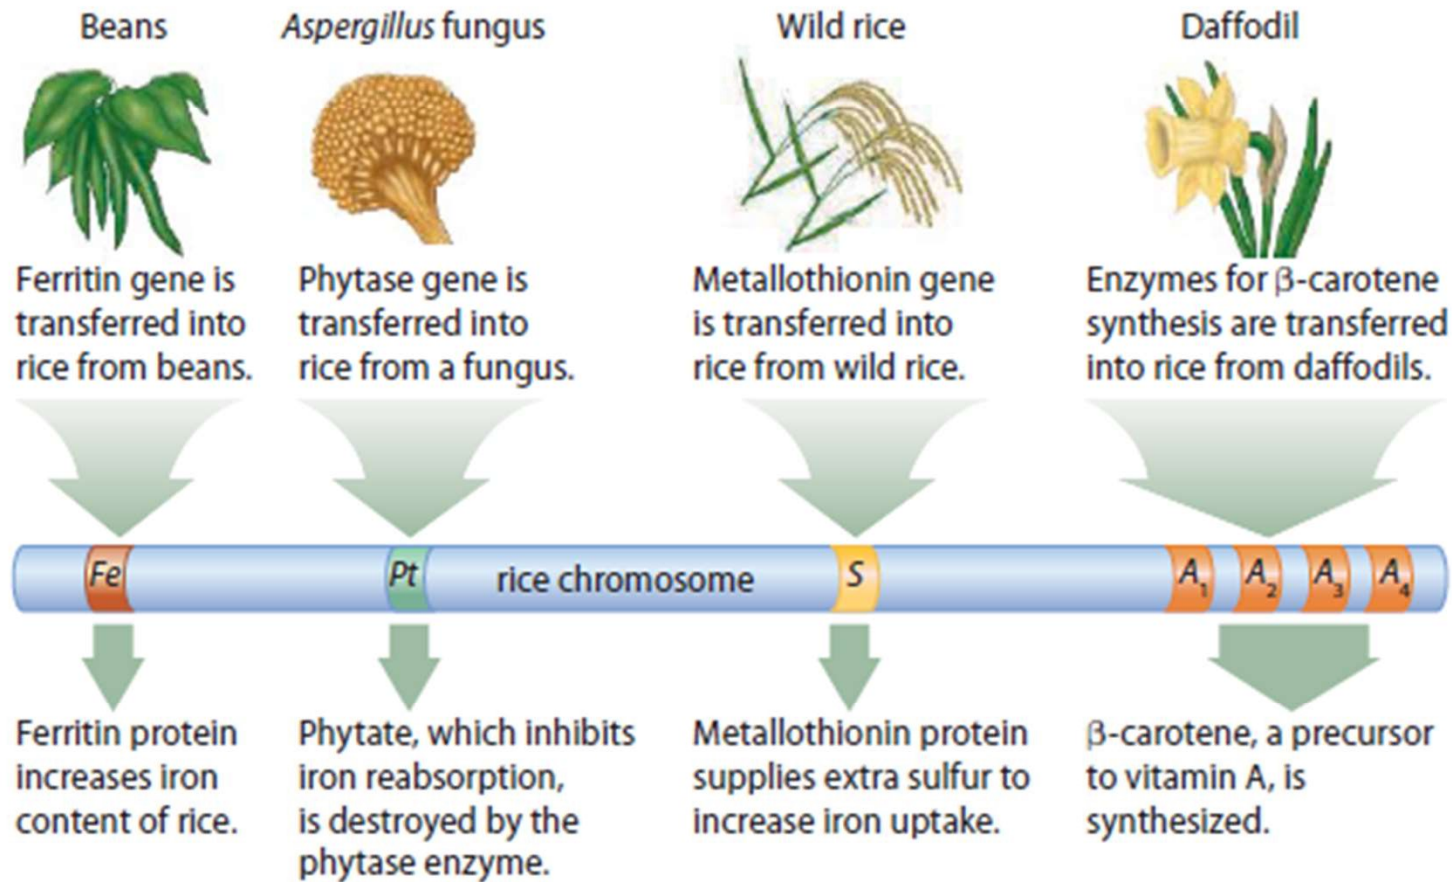 Beans
Aspergillus fungus
Wild rice
Daffodil
Ferritin gene is
transferred into
rice from beans.
Phytase gene is
transferred into
rice from a fungus.
Metallothionin gene
is transferred into
rice from wild rice.
Enzymes for β-carotene
synthesis are transferred
into rice from daffodils.
Fe
Pt
rice chromosome
S
A₁
A₂
A₃
A₄
Ferritin protein
increases iron
content of rice.
Phytate, which inhibits
iron reabsorption,
is destroyed by the
phytase enzyme.
Metallothionin protein
supplies extra sulfur to
increase iron uptake.
β-carotene, a precursor
to vitamin A, is
synthesized.